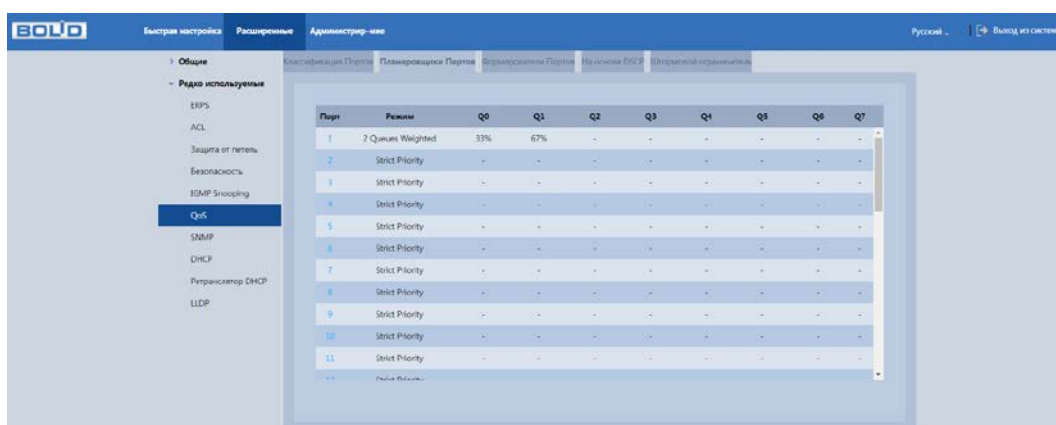 BOLID Быстрая настройка Расширенные Администрир-ние Русский Выход из систем
Общие
Редко используемые
ERPS
ACL
Защита от петель
Безопасность
IGMP Snooping
QoS
SNMP
DHCP
Ретранслятор DHCP
LLDP
Классификация Портов Планировщики Портов Формирователи Портов На основе DSCP Штормовой ограничитель
Порт Режим Q0 Q1 Q2 Q3 Q4 Q5 Q6 Q7
1 2 Queues Weighted 33% 67% - - - - - -
2 Strict Priority - - - - - - - -
3 Strict Priority - - - - - - - -
4 Strict Priority - - - - - - - -
5 Strict Priority - - - - - - - -
6 Strict Priority - - - - - - - -
7 Strict Priority - - - - - - - -
8 Strict Priority - - - - - - - -
9 Strict Priority - - - - - - - -
10 Strict Priority - - - - - - - -
11 Strict Priority - - - - - - - -
12 Strict Priority